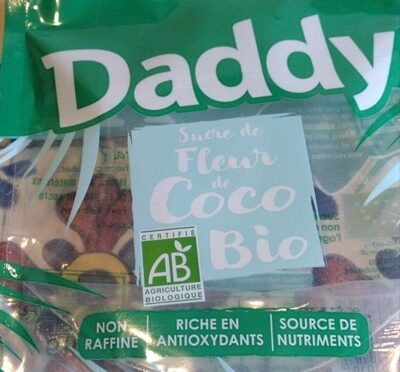 Daddy
Sucre de
Fleur
de
Coco
Bio
CERTIFIÉ
AB
AGRICULTURE
BIOLOGIQUE
NON RAFFINÉ
RICHE EN ANTIOXYDANTS
SOURCE DE NUTRIMENTS